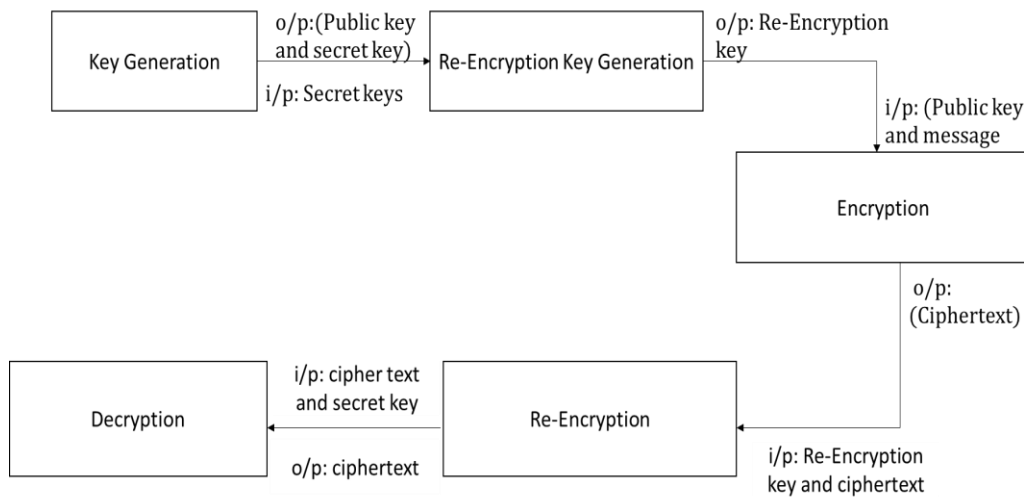 Key Generation
o/p:(Public key
and secret key)
i/p: Secret keys
Re-Encryption Key Generation
o/p: Re-Encryption
key
i/p: (Public key
and message
Encryption
o/p:
(Ciphertext)
i/p: Re-Encryption
key and ciphertext
Re-Encryption
i/p: cipher text
and secret key
o/p: ciphertext
Decryption